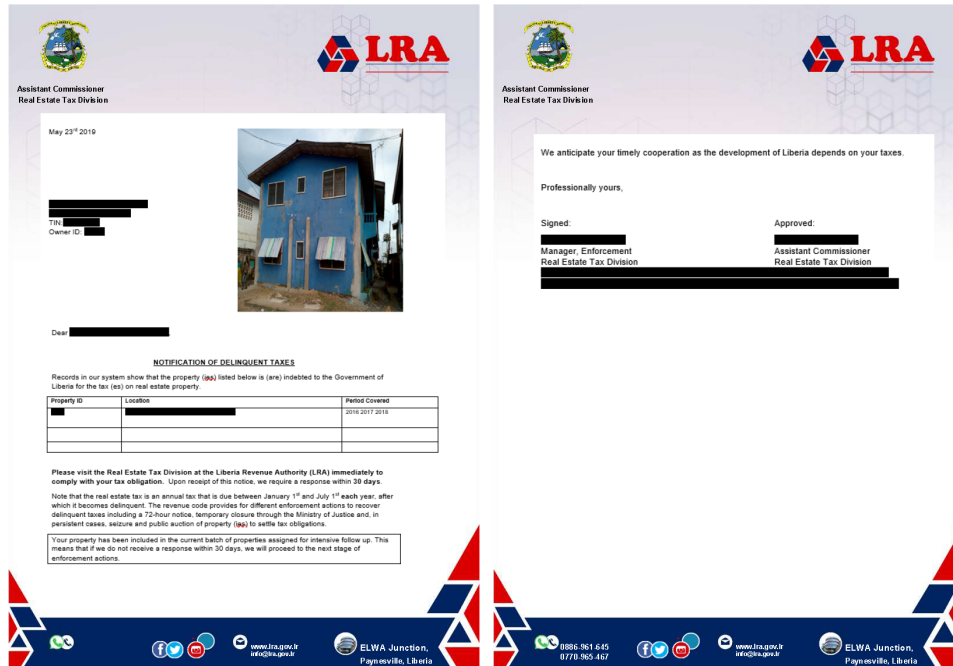 LRA
Assistant Commissioner
Real Estate Tax Division
May 23rd 2019
TIN:
Owner ID:
Dear
NOTIFICATION OF DELINQUENT TAXES
Records in our system show that the property (ies) listed below is (are) indebted to the Government of
Liberia for the tax (es) on real estate property.
Property ID Location Period Covered
2016 2017 2018
Please visit the Real Estate Tax Division at the Liberia Revenue Authority (LRA) immediately to
comply with your tax obligation. Upon receipt of this notice, we require a response within 30 days.
Note that the real estate tax is an annual tax that is due between January 1st and July 1st each year, after
which it becomes delinquent. The revenue code provides for different enforcement actions to recover
delinquent taxes including a 72-hour notice, temporary closure through the Ministry of Justice and, in
persistent cases, seizure and public auction of property (ies) to settle tax obligations.
Your property has been included in the current batch of properties assigned for intensive follow up. This
means that if we do not receive a response within 30 days, we will proceed to the next stage of
enforcement actions.
www.lra.gov.lr
info@lra.gov.lr
ELWA Junction,
Paynesville, Liberia
LRA
Assistant Commissioner
Real Estate Tax Division
We anticipate your timely cooperation as the development of Liberia depends on your taxes.
Professionally yours,
Signed: Approved:
Manager, Enforcement Assistant Commissioner
Real Estate Tax Division Real Estate Tax Division
0886-961-645
0770-965-467
www.lra.gov.lr
info@lra.gov.lr
ELWA Junction,
Paynesville, Liberia